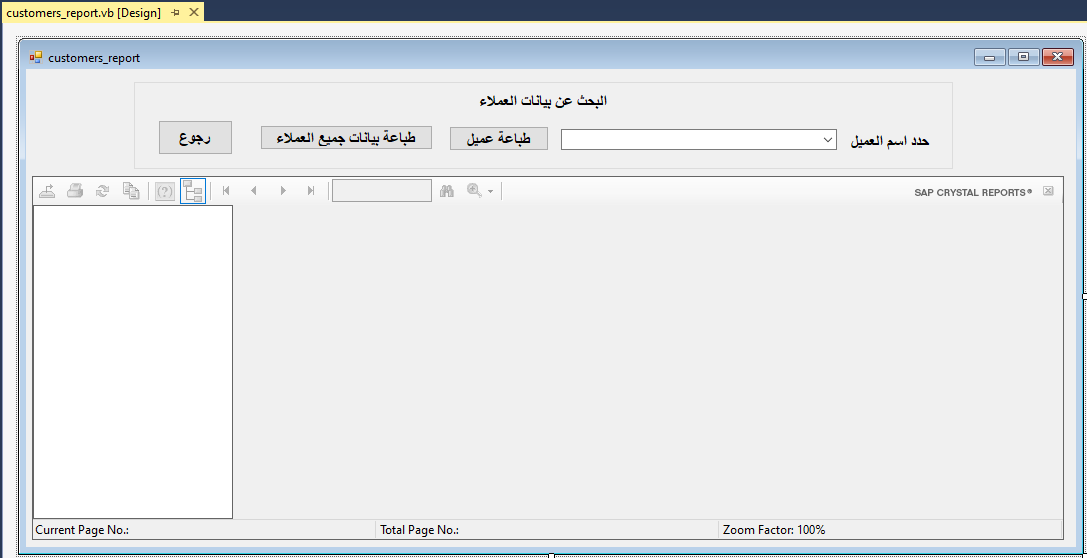 customers_report.vb [Design]
customers_report
البحث عن بيانات العملاء
حدد اسم العميل
طباعة عميل
طباعة بيانات جميع العملاء
رجوع
SAP CRYSTAL REPORTS®
Current Page No.:
Total Page No.:
Zoom Factor: 100%